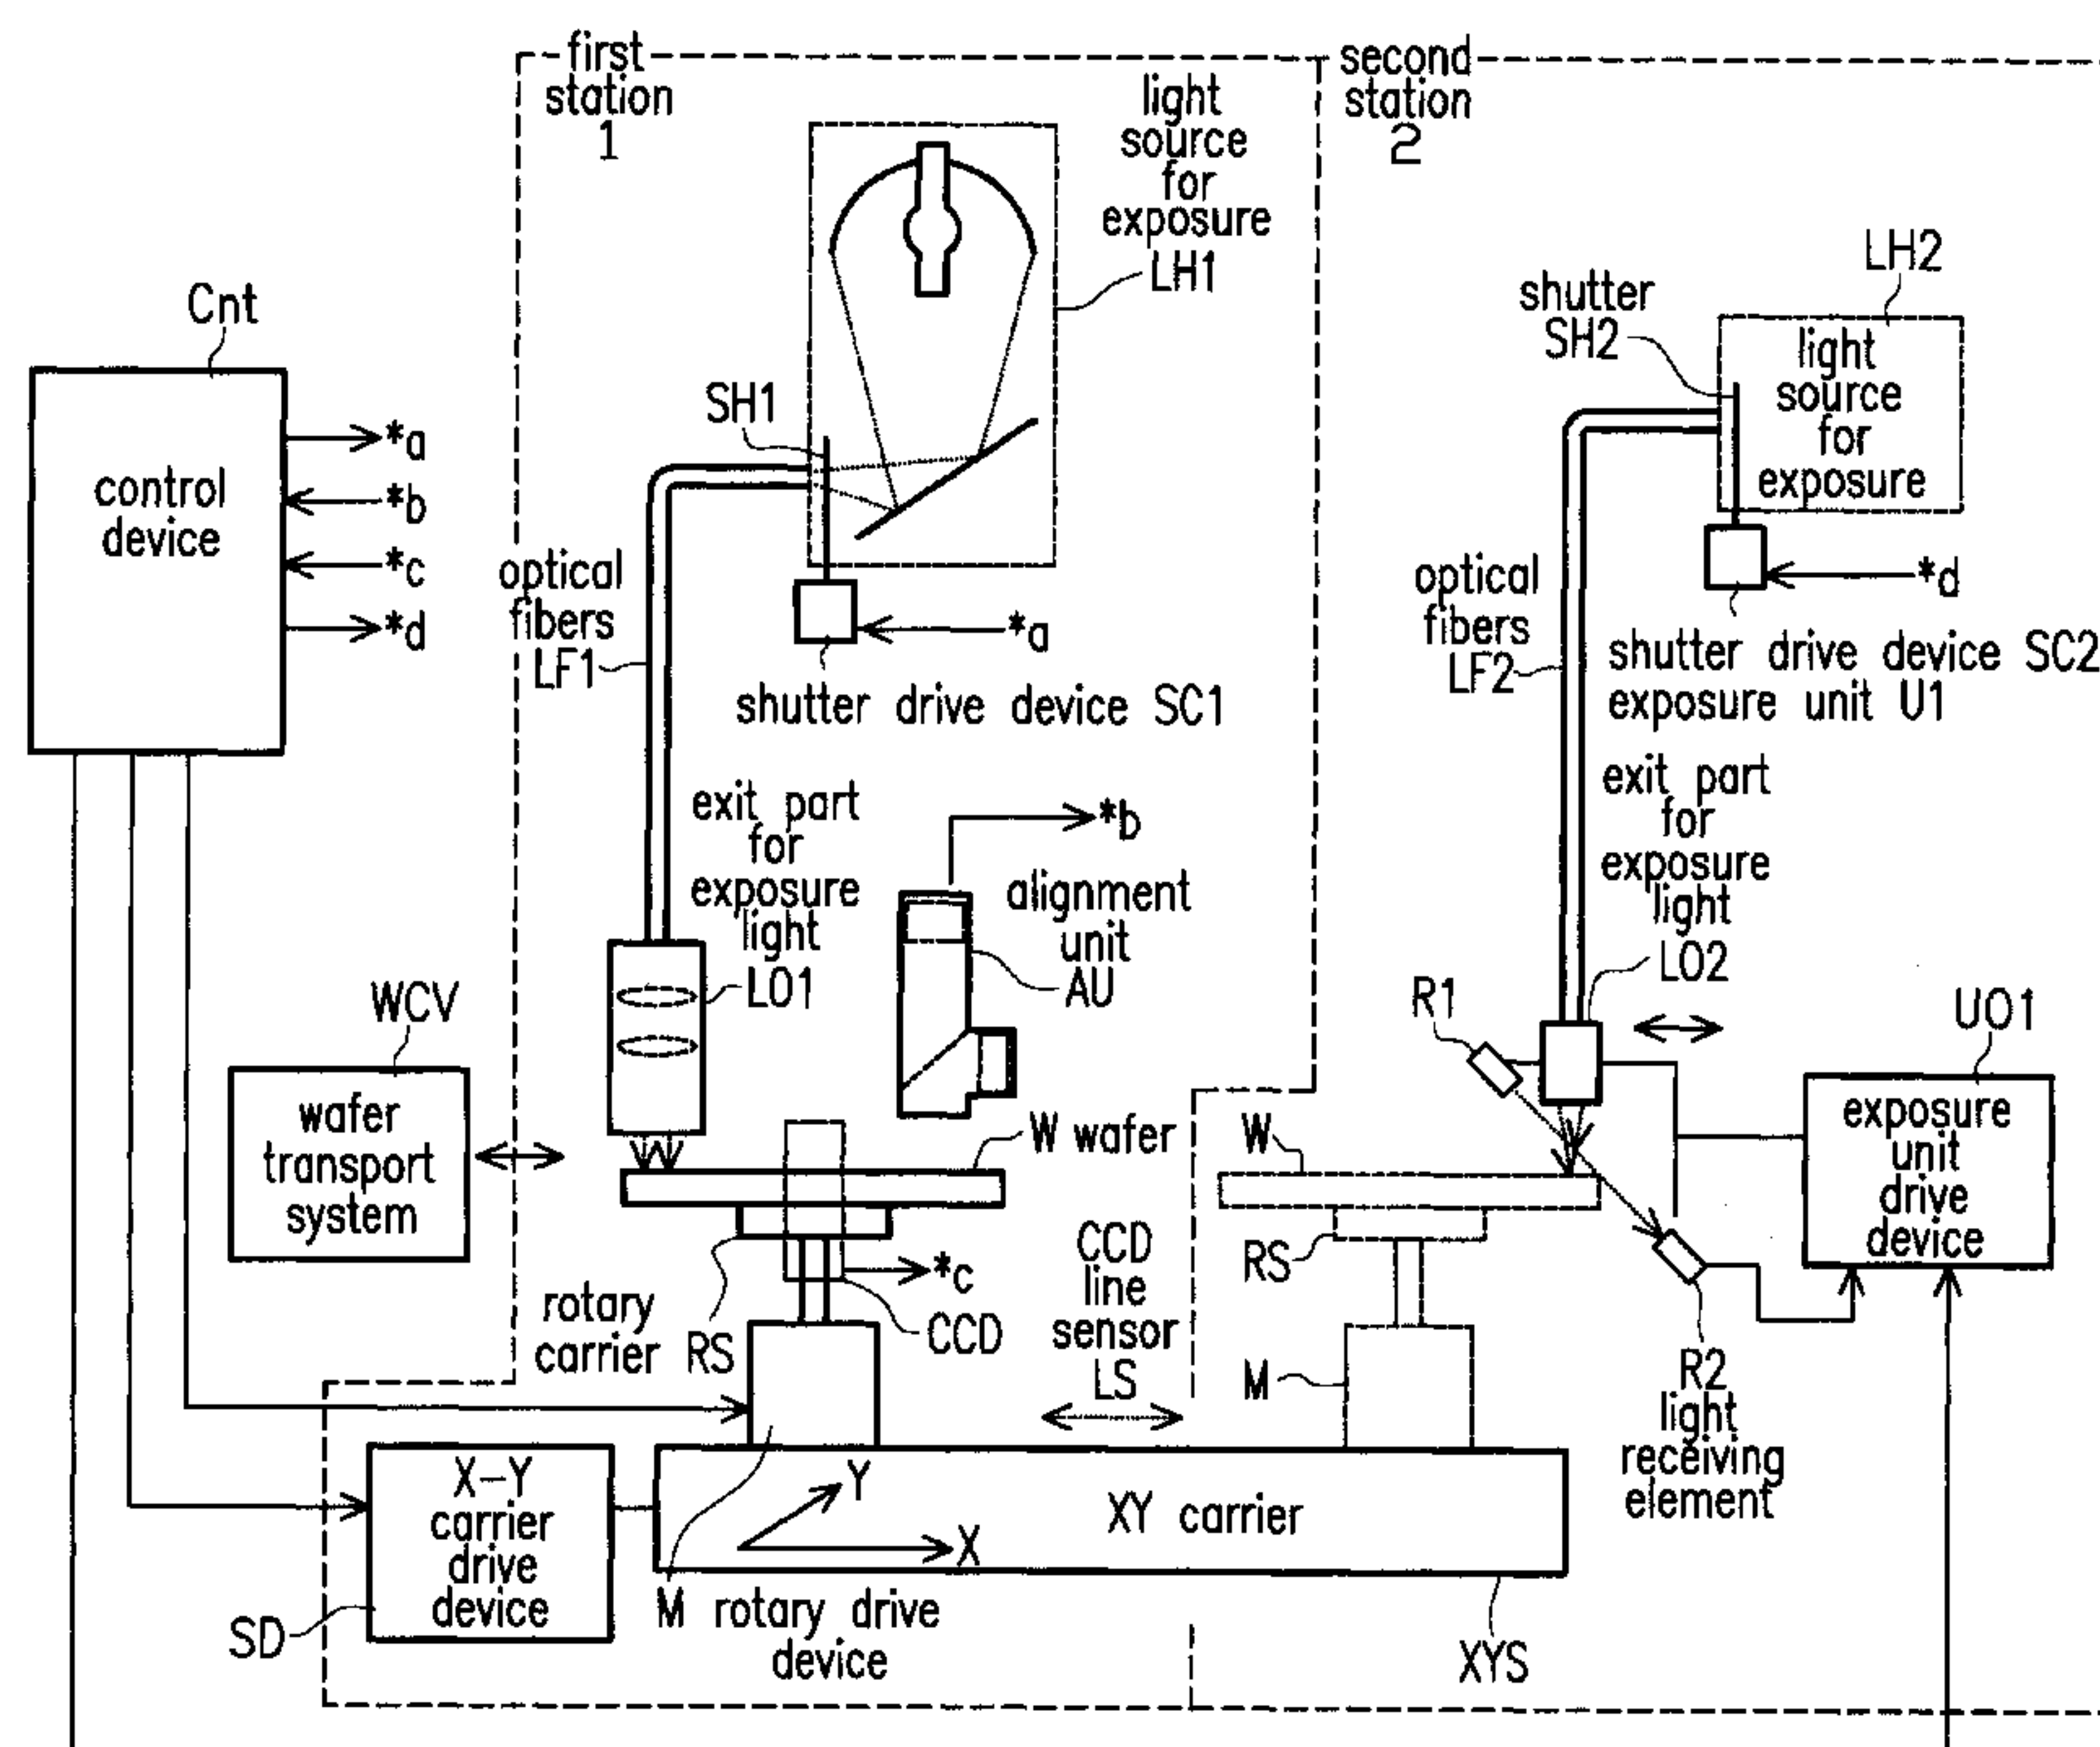 first
station
1
second
station
2
light
source
for
exposure
LH1
LH2
shutter
SH2
light
source
for
exposure
Cnt
control
device
*a
*b
*c
*d
SH1
optical
fibers
LF1
*a
shutter drive device SC1
optical
fibers
LF2
*d
shutter drive device SC2
exposure unit U1
exit part
for
exposure
light
LO1
*b
alignment
unit
AU
exit part
for
exposure
light
LO2
R1
UO1
exposure
unit
drive
device
WCV
wafer
transport
system
W wafer
W
*c
CCD
rotary
carrier RS
CCD
line
sensor
LS
RS
M
R2
light
receiving
element
X-Y
carrier
drive
device
SD
Y
X
XY carrier
M rotary drive
device
XYS